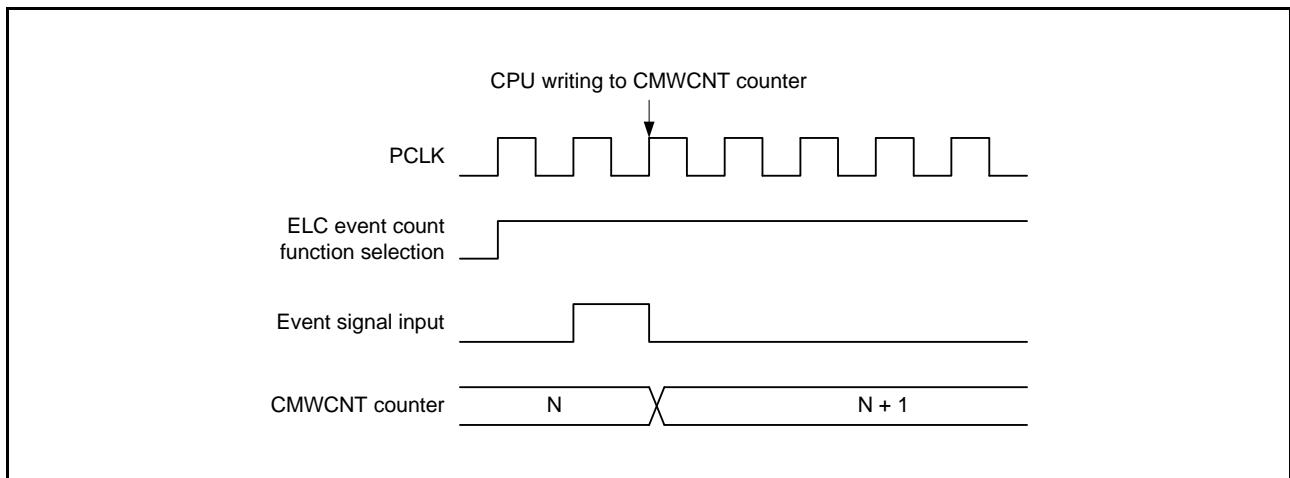 CPU writing to CMWCNT counter
PCLK
ELC event count
function selection
Event signal input
CMWCNT counter
N
N + 1